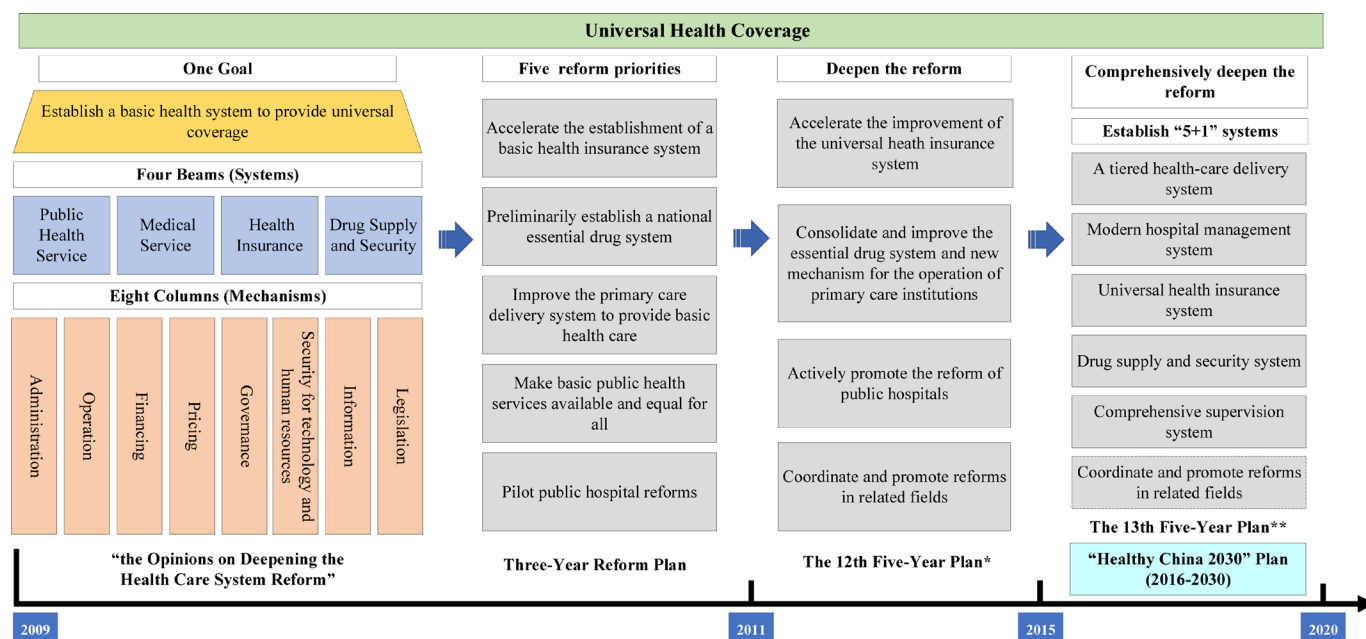 Universal Health Coverage
One Goal
Establish a basic health system to provide universal
coverage
Four Beams (Systems)
Public
Health
Service
Medical
Service
Health
Insurance
Drug Supply
and Security
Eight Columns (Mechanisms)
Administration
Operation
Financing
Pricing
Governance
Security for technology and
human resources
Information
Legislation
“the Opinions on Deepening the
Health Care System Reform”
Five reform priorities
Accelerate the establishment of a
basic health insurance system
Preliminarily establish a national
essential drug system
Improve the primary care
delivery system to provide basic
health care
Make basic public health
services available and equal for
all
Pilot public hospital reforms
Three-Year Reform Plan
Deepen the reform
Accelerate the improvement of
the universal heath insurance
system
Consolidate and improve the
essential drug system and new
mechanism for the operation of
primary care institutions
Actively promote the reform of
public hospitals
Coordinate and promote reforms
in related fields
The 12th Five-Year Plan*
Comprehensively deepen the
reform
Establish “5+1” systems
A tiered health-care delivery
system
Modern hospital management
system
Universal health insurance
system
Drug supply and security system
Comprehensive supervision
system
Coordinate and promote reforms
in related fields
The 13th Five-Year Plan**
“Healthy China 2030” Plan
(2016-2030)
2009
2011
2015
2020